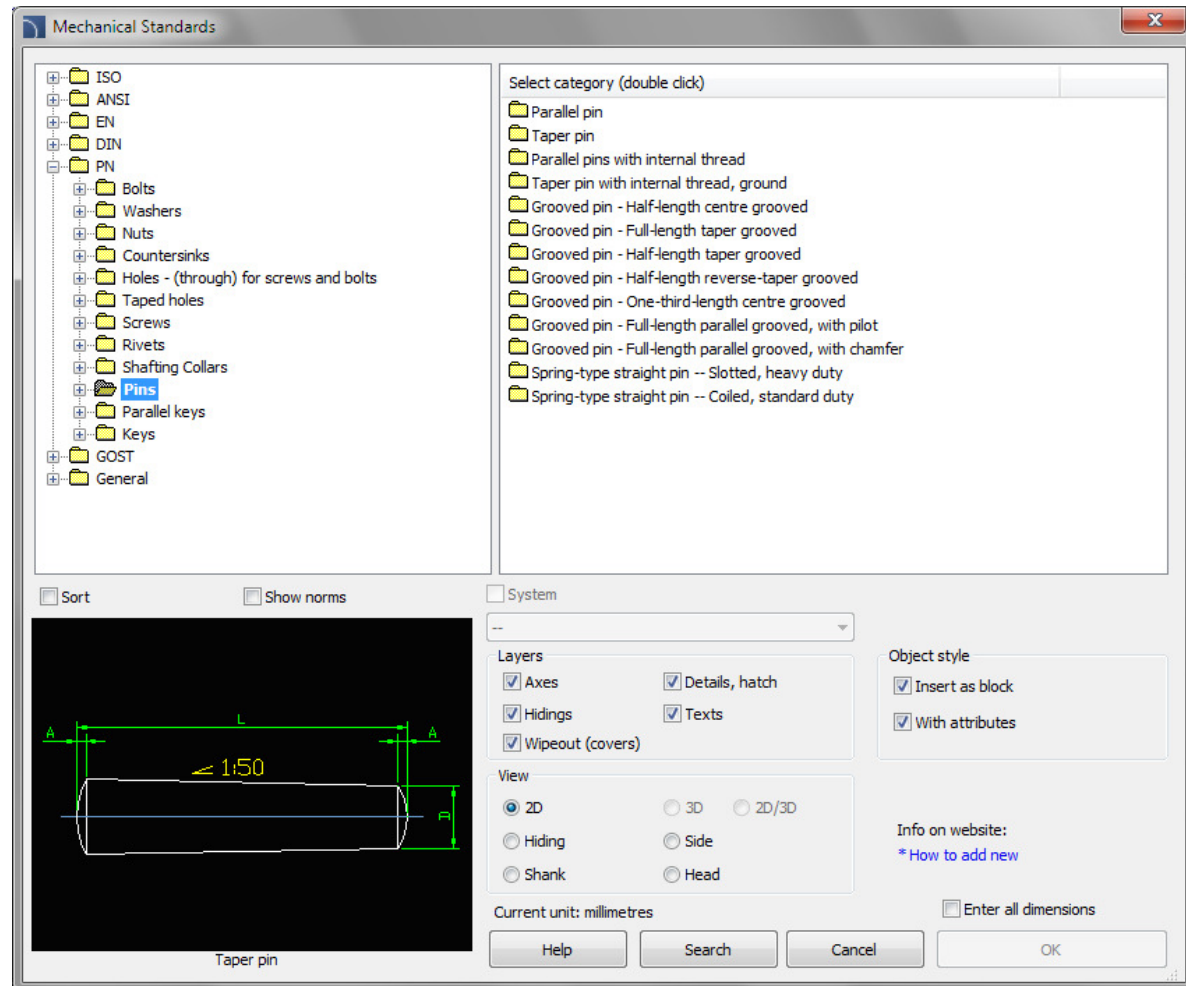 Mechanical Standards
ISO
ANSI
EN
DIN
PN
Bolts
Washers
Nuts
Countersinks
Holes - (through) for screws and bolts
Taped holes
Screws
Rivets
Shafting Collars
Pins
Parallel keys
Keys
GOST
General
Select category (double click)
Parallel pin
Taper pin
Parallel pins with internal thread
Taper pin with internal thread, ground
Grooved pin - Half-length centre grooved
Grooved pin - Full-length taper grooved
Grooved pin - Half-length taper grooved
Grooved pin - Half-length reverse-taper grooved
Grooved pin - One-third-length centre grooved
Grooved pin - Full-length parallel grooved, with pilot
Grooved pin - Full-length parallel grooved, with chamfer
Spring-type straight pin -- Slotted, heavy duty
Spring-type straight pin -- Coiled, standard duty
Sort
Show norms
A
L
A
1:50
A
Taper pin
System
--
Layers
Axes
Details, hatch
Hidings
Texts
Wipeout (covers)
Object style
Insert as block
With attributes
View
2D
3D
2D/3D
Hiding
Side
Shank
Head
Info on website:
* How to add new
Current unit: millimetres
Enter all dimensions
Help
Search
Cancel
OK